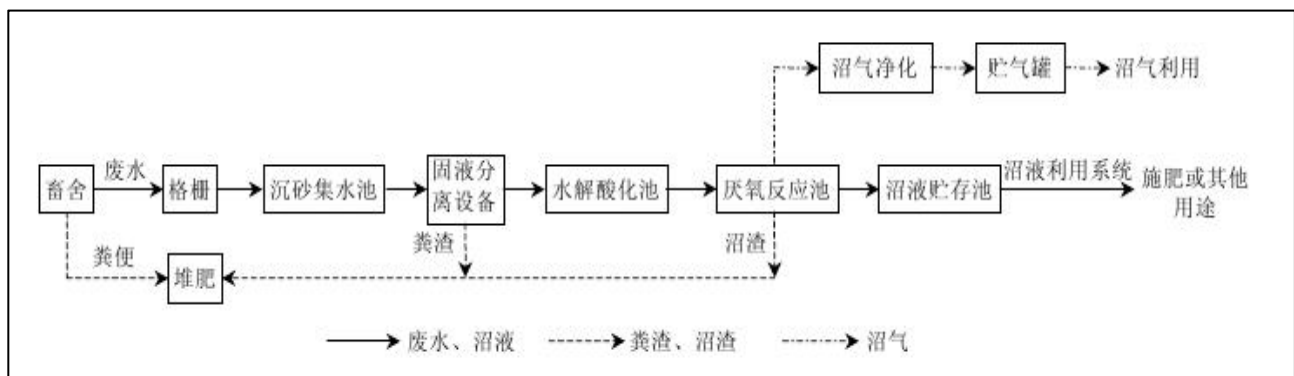 沼气净化
贮气罐
沼气利用
畜舍
废水
格栅
沉砂集水池
固液分
离设备
水解酸化池
厌氧反应池
沼液贮存池
沼液利用系统
施肥或其他
用途
粪便
堆肥
粪渣
沼渣
废水、沼液
粪渣、沼渣
沼气